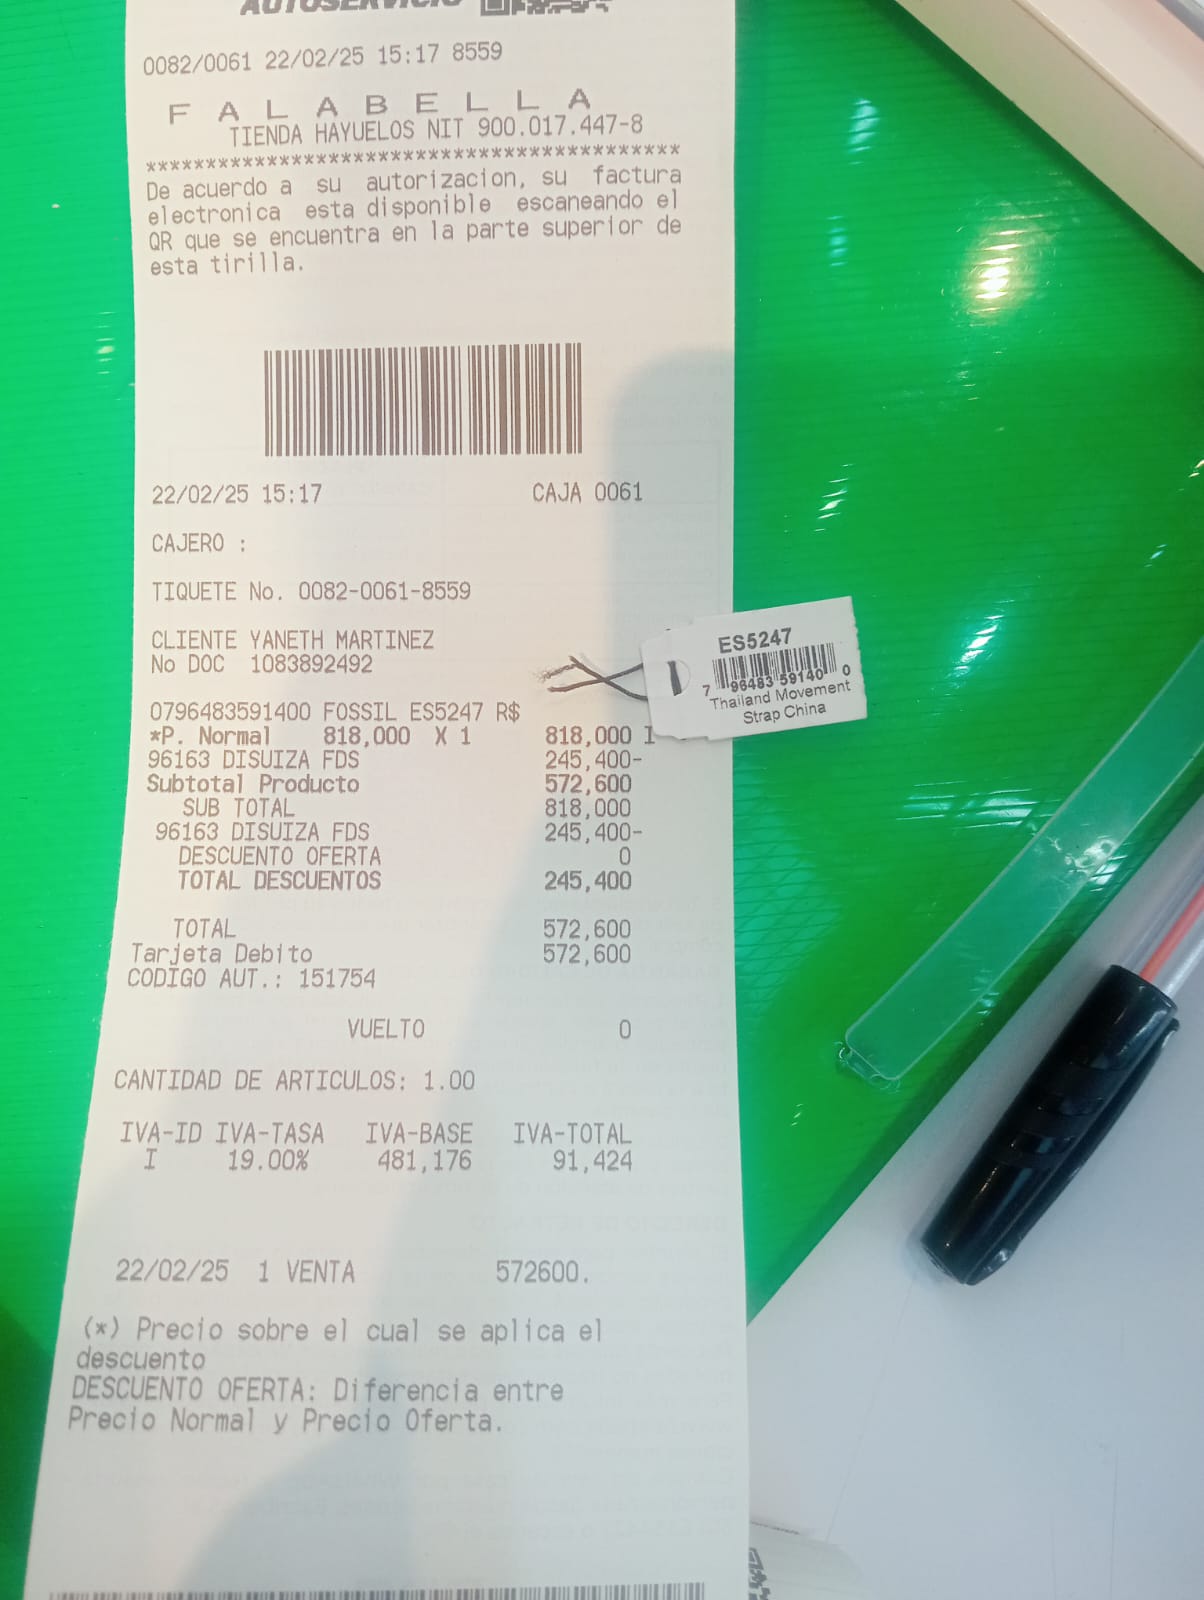 AUTOSERVICIO
0082/0061 22/02/25 15:17 8559
F A L A B E L L A
TIENDA HAYUELOS NIT 900.017.447-8
********************************************
De acuerdo a su autorizacion, su factura
electronica esta disponible escaneando el
QR que se encuentra en la parte superior de
esta tirilla.
22/02/25 15:17 CAJA 0061
CAJERO :
TIQUETE No. 0082-0061-8559
CLIENTE YANETH MARTINEZ
No DOC 1083892492
0796483591400 FOSSIL ES5247 R$
*P. Normal 818,000 X 1 818,000 I
96163 DISUIZA FDS 245,400-
Subtotal Producto 572,600
SUB TOTAL 818,000
96163 DISUIZA FDS 245,400-
DESCUENTO OFERTA 0
TOTAL DESCUENTOS 245,400
TOTAL 572,600
Tarjeta Debito 572,600
CODIGO AUT.: 151754
VUELTO 0
CANTIDAD DE ARTICULOS: 1.00
IVA-ID IVA-TASA IVA-BASE IVA-TOTAL
I 19.00% 481,176 91,424
22/02/25 1 VENTA 572600.
(*) Precio sobre el cual se aplica el
descuento
DESCUENTO OFERTA: Diferencia entre
Precio Normal y Precio Oferta.
ES5247
7 96483 59140 0
Thailand Movement
Strap China